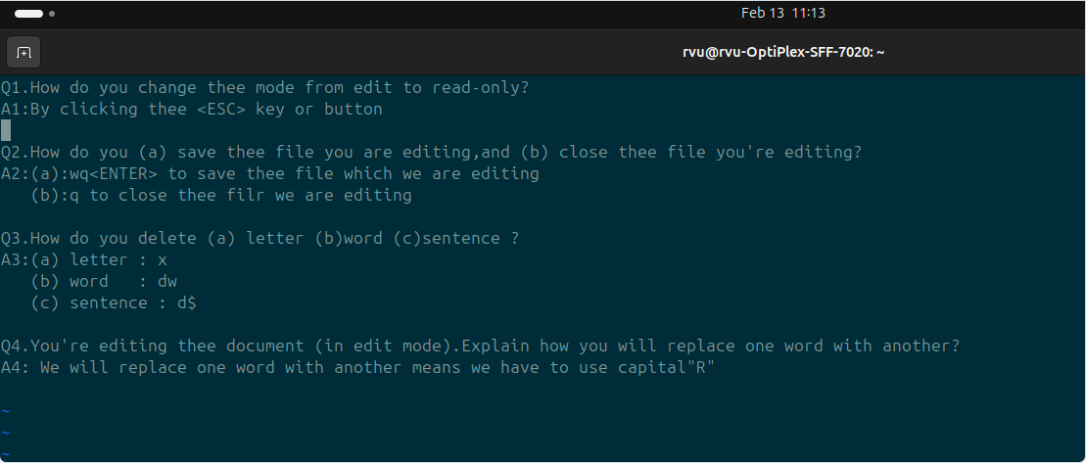 Feb 13 11:13
rvu@rvu-OptiPlex-SFF-7020: ~
Q1.How do you change thee mode from edit to read-only?
A1:By clicking thee <ESC> key or button
Q2.How do you (a) save thee file you are editing,and (b) close thee file you're editing?
A2:(a):wq<ENTER> to save thee file which we are editing
   (b):q to close thee filr we are editing
Q3.How do you delete (a) letter (b)word (c)sentence ?
A3:(a) letter : x
   (b) word   : dw
   (c) sentence : d$
Q4.You're editing thee document (in edit mode).Explain how you will replace one word with another?
A4: We will replace one word with another means we have to use capital"R"
~
~
~